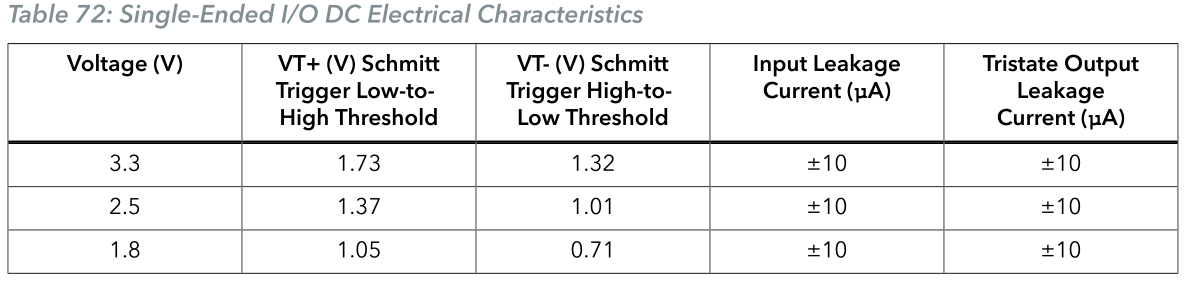 Table 72: Single-Ended I/O DC Electrical Characteristics
Voltage (V) VT+ (V) Schmitt Trigger Low-to-High Threshold VT- (V) Schmitt Trigger High-to-Low Threshold Input Leakage Current (µA) Tristate Output Leakage Current (µA)
3.3 1.73 1.32 ±10 ±10
2.5 1.37 1.01 ±10 ±10
1.8 1.05 0.71 ±10 ±10